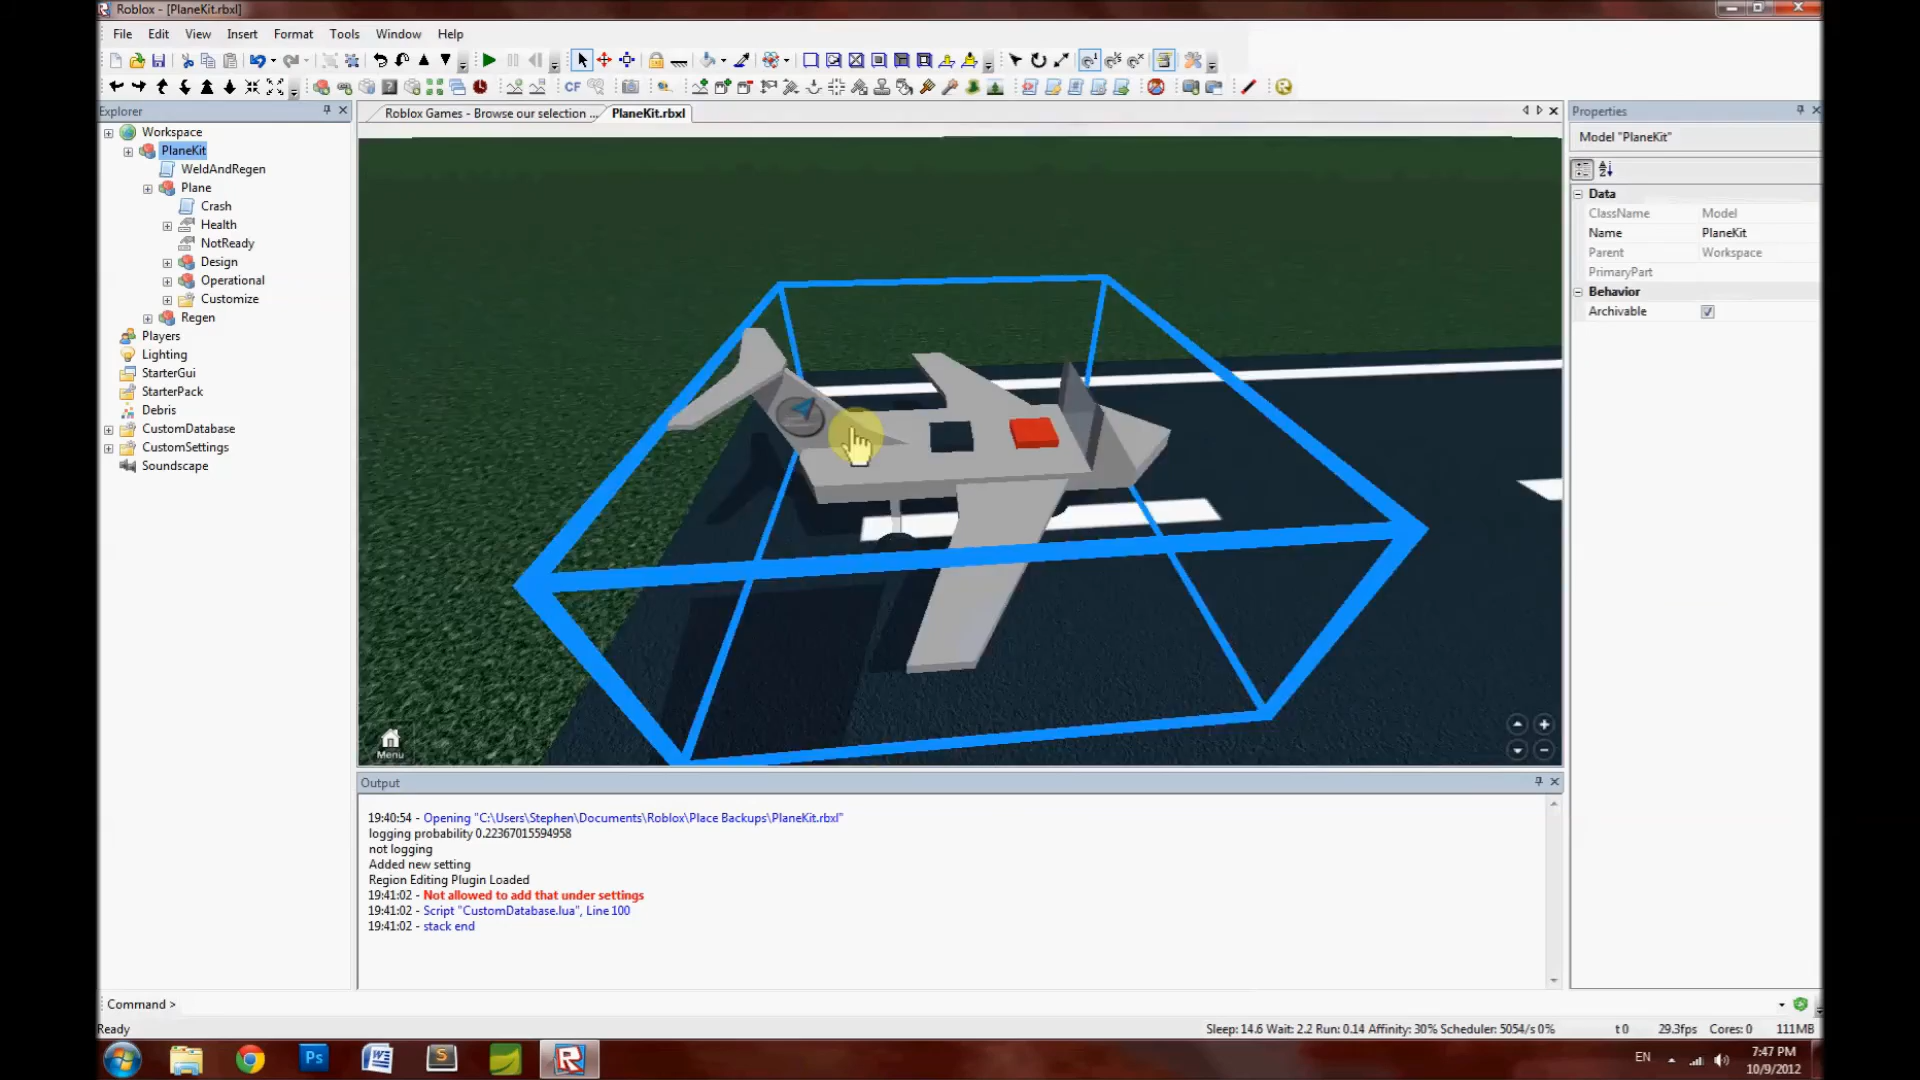 Roblox - [PlaneKit.rbxl]
File Edit View Insert Format Tools Window Help
CF
Explorer
Roblox Games - Browse our selection ...
PlaneKit.rbxl
Properties
Workspace
PlaneKit
WeldAndRegen
Plane
Crash
Health
NotReady
Design
Operational
Customize
Regen
Players
Lighting
StarterGui
StarterPack
Debris
CustomDatabase
CustomSettings
Soundscape
Menu
Model "PlaneKit"
Data
ClassName Model
Name PlaneKit
Parent Workspace
PrimaryPart
Behavior
Archivable
Output
19:40:54 - Opening "C:\Users\Stephen\Documents\Roblox\Place Backups\PlaneKit.rbxl"
logging probability 0.22367015594958
not logging
Added new setting
Region Editing Plugin Loaded
19:41:02 - Not allowed to add that under settings
19:41:02 - Script "CustomDatabase.lua", Line 100
19:41:02 - stack end
Command >
Ready
Sleep: 14.6 Wait: 2.2 Run: 0.14 Affinity: 30% Scheduler: 5054/s 0% t 0 29.3fps Cores: 0 111MB
Ps
W
S
EN
7:47 PM
10/9/2012